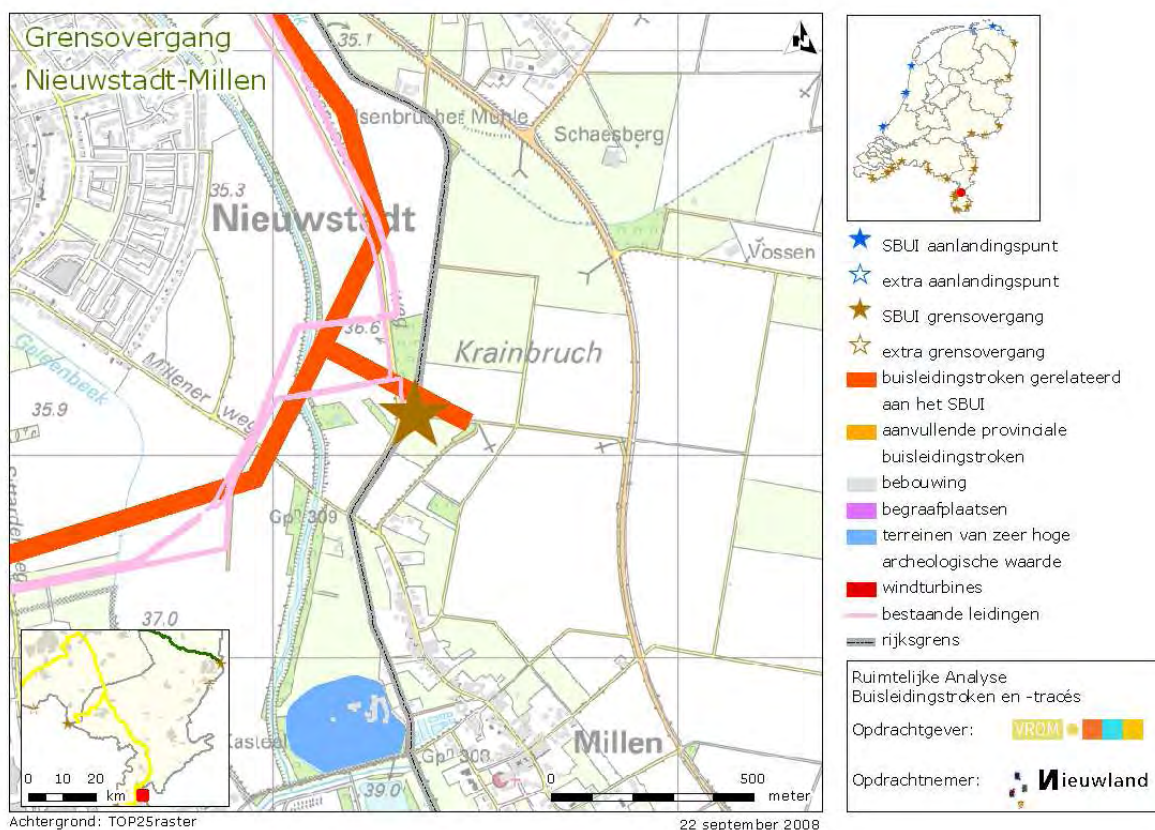 Grensovergang
Nieuwstadt-Millen
35.1
Schaesberg
35.3
Nieuwstadt
Vossen
36.6
Krainbruch
Geleenbeek
Millener weg
35.9
Gpⁿ 309
37.0
Kasteel
Gpⁿ 308
Millen
39.0
0 10 20
km
0 500
meter
Achtergrond: TOP25raster
22 september 2008
SBUI aanlandingspunt
extra aanlandingspunt
SBUI grensovergang
extra grensovergang
buisleidingstroken gerelateerd
aan het SBUI
aanvullende provinciale
buisleidingstroken
bebouwing
begraafplaatsen
terreinen van zeer hoge
archeologische waarde
windturbines
bestaande leidingen
rijksgrens
Ruimtelijke Analyse
Buisleidingstroken en -tracés
Opdrachtgever: VROM
Opdrachtnemer: Nieuwland